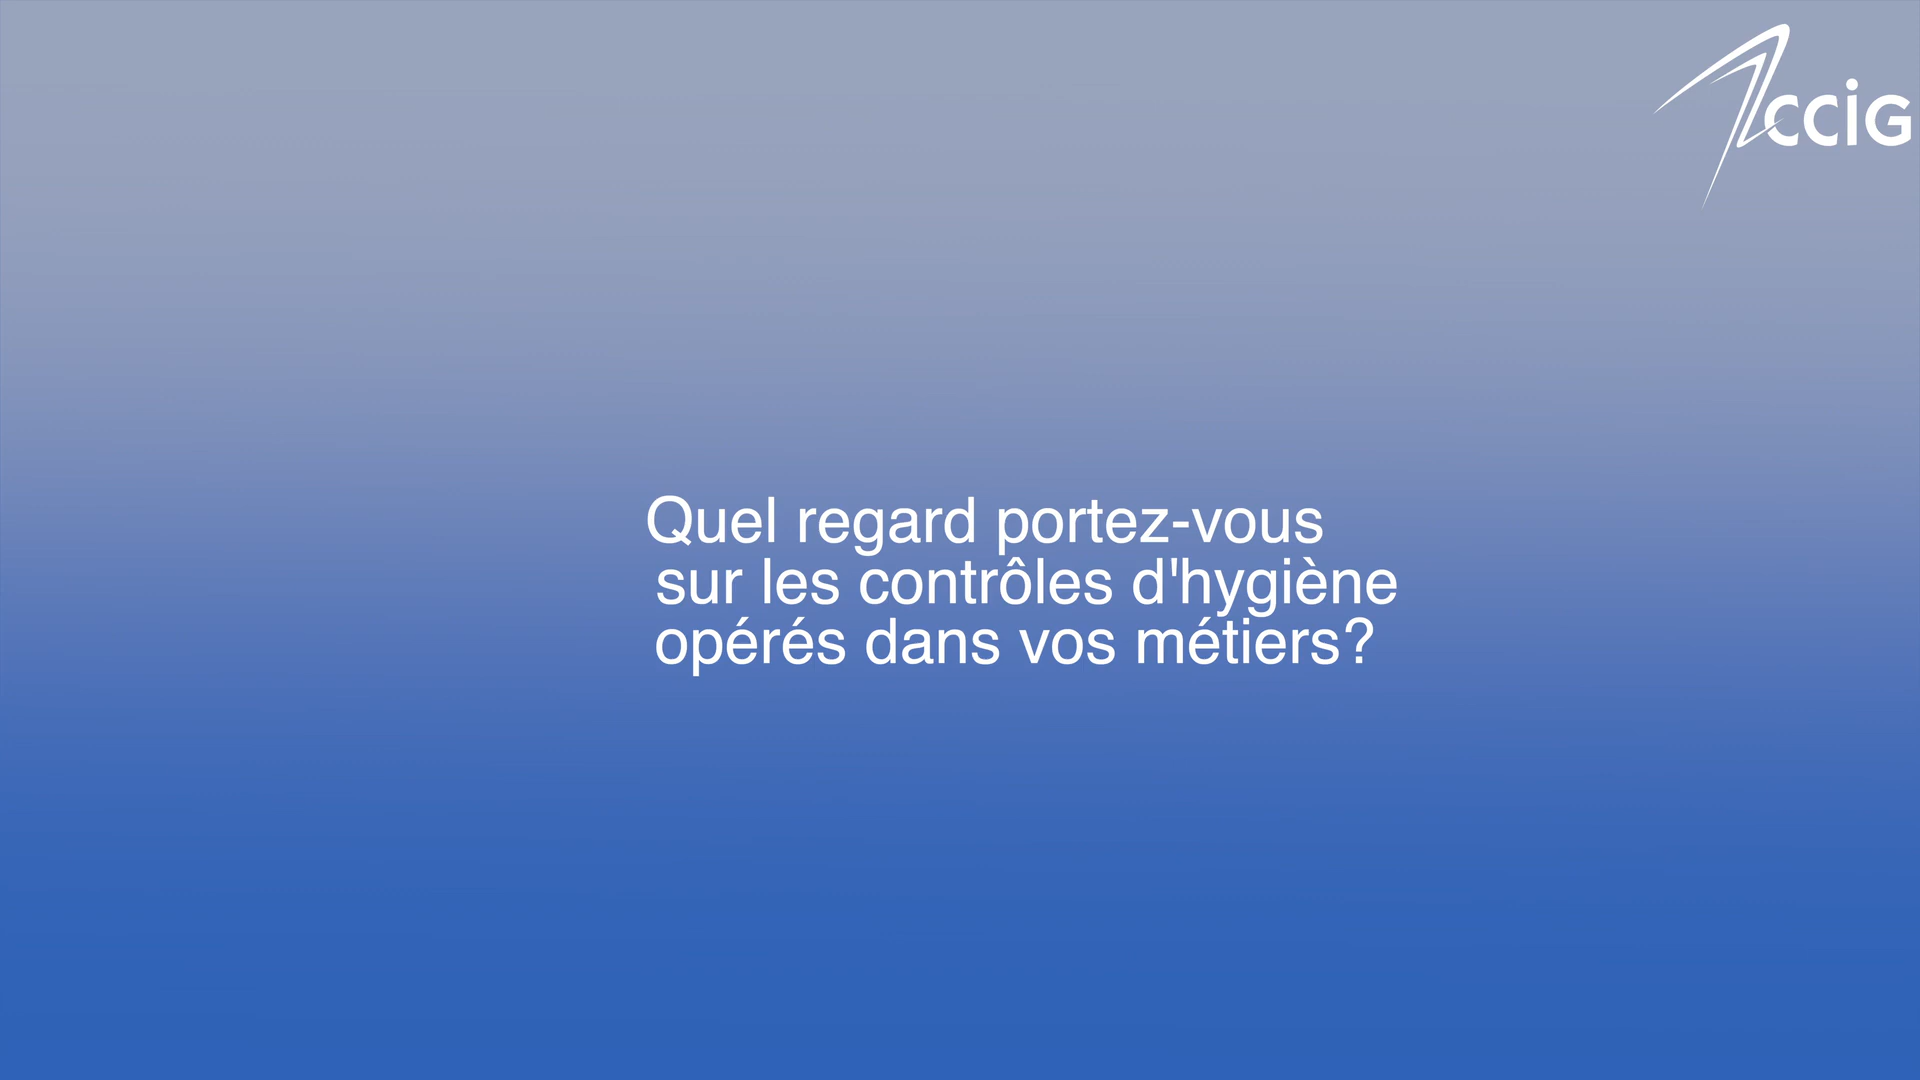 ccig
Quel regard portez-vous
sur les contrôles d'hygiène
opérés dans vos métiers?